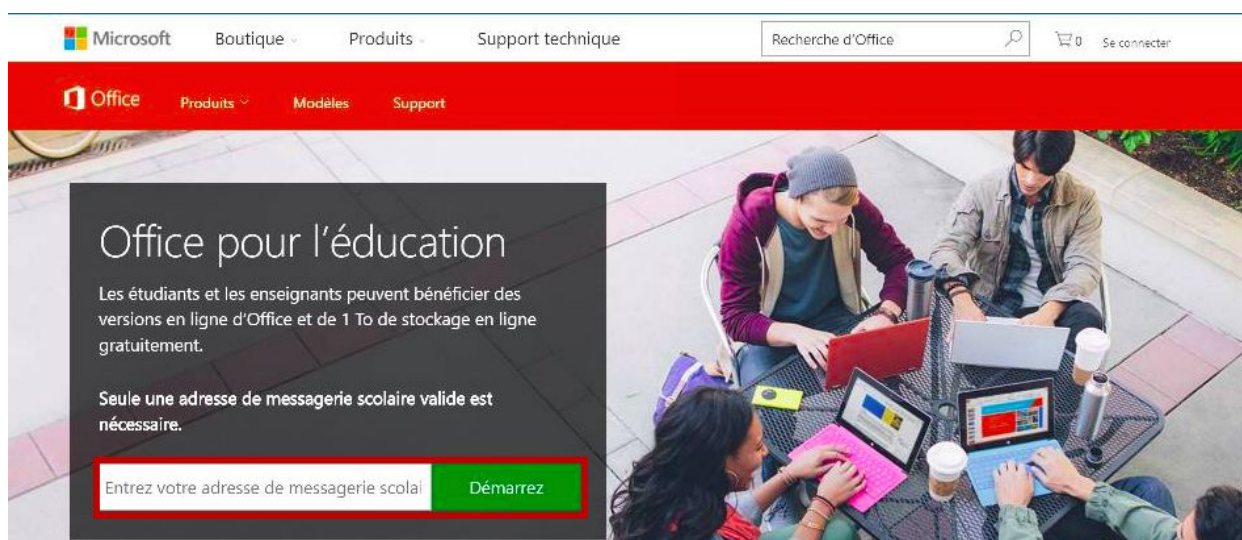 Microsoft Boutique Produits Support technique Recherche d'Office 0 Se connecter
Office Produits Modèles Support
Office pour l'éducation
Les étudiants et les enseignants peuvent bénéficier des
versions en ligne d'Office et de 1 To de stockage en ligne
gratuitement.
Seule une adresse de messagerie scolaire valide est
nécessaire.
Entrez votre adresse de messagerie scolai Démarrez